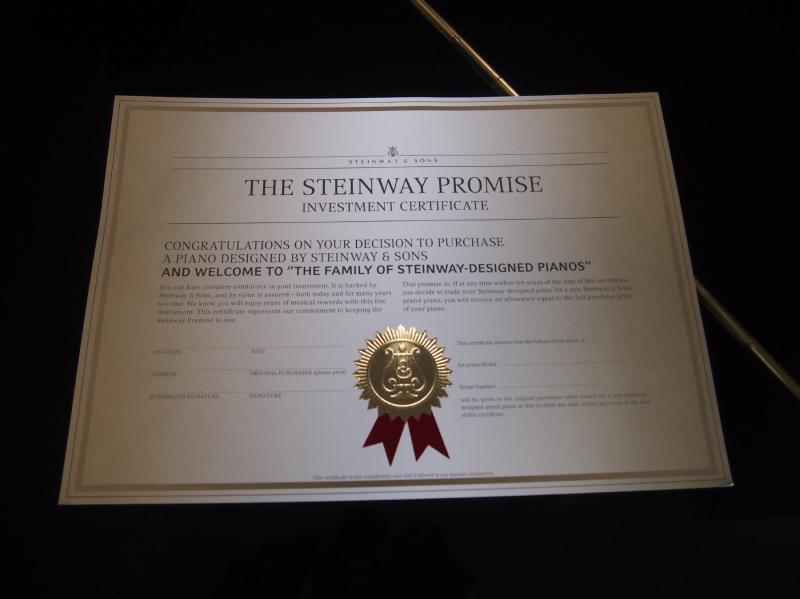 STEINWAY & SONS
THE STEINWAY PROMISE
INVESTMENT CERTIFICATE
CONGRATULATIONS ON YOUR DECISION TO PURCHASE
A PIANO DESIGNED BY STEINWAY & SONS
AND WELCOME TO "THE FAMILY OF STEINWAY-DESIGNED PIANOS"
You can have complete confidence in your investment. It is backed by
Steinway & Sons, and its value is assured – both today and for many years
to come. We know you will enjoy years of musical rewards with this fine
instrument. This certificate represents our commitment to keeping the
Steinway Promise to you.
That promise is: If at any time within ten years of the date of this certificate,
you decide to trade your Steinway-designed piano for a new Steinway & Sons
grand piano, you will receive an allowance equal to the full purchase price
of your piano.
LOCATION DATE
ADDRESS ORIGINAL PURCHASER (please print)
AUTHORIZED SIGNATURE SIGNATURE
This certificate assures that the full purchase price of
for piano Model
Serial Number
will be given to the original purchaser when traded for a new Steinway-
designed grand piano at this location any time within ten years of the date
of this certificate.
This certificate is non-transferable and void if altered in any manner whatsoever.